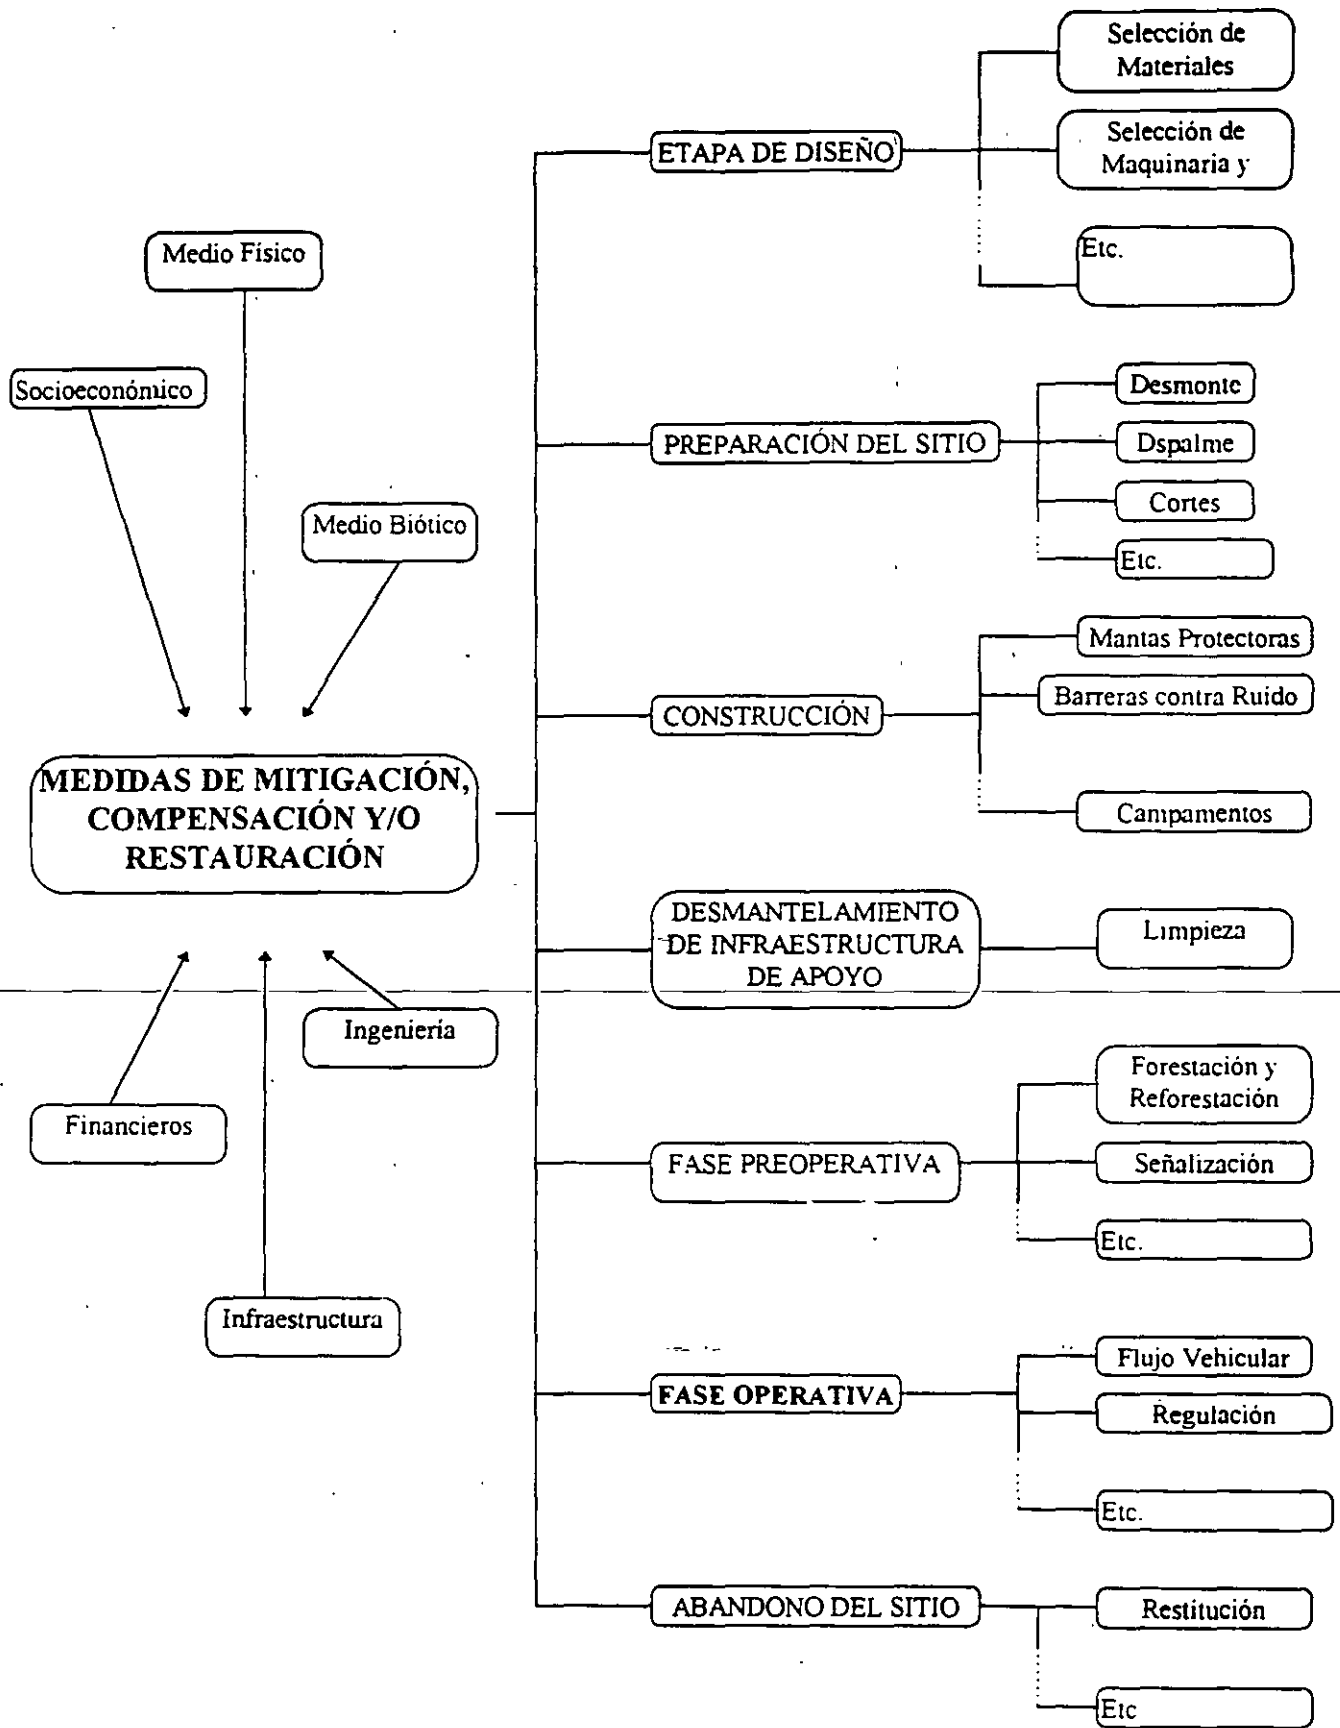 Medio Físico
Socioeconómico
Medio Biótico
MEDIDAS DE MITIGACIÓN,
COMPENSACIÓN Y/O
RESTAURACIÓN
Ingeniería
Financieros
Infraestructura
ETAPA DE DISEÑO
Selección de
Materiales
Selección de
Maquinaria y
Etc.
PREPARACIÓN DEL SITIO
Desmonte
Dspalme
Cortes
Etc.
CONSTRUCCIÓN
Mantas Protectoras
Barreras contra Ruido
Campamentos
DESMANTELAMIENTO
DE INFRAESTRUCTURA
DE APOYO
Limpieza
FASE PREOPERATIVA
Forestación y
Reforestación
Señalización
Etc.
FASE OPERATIVA
Flujo Vehicular
Regulación
Etc.
ABANDONO DEL SITIO
Restitución
Etc